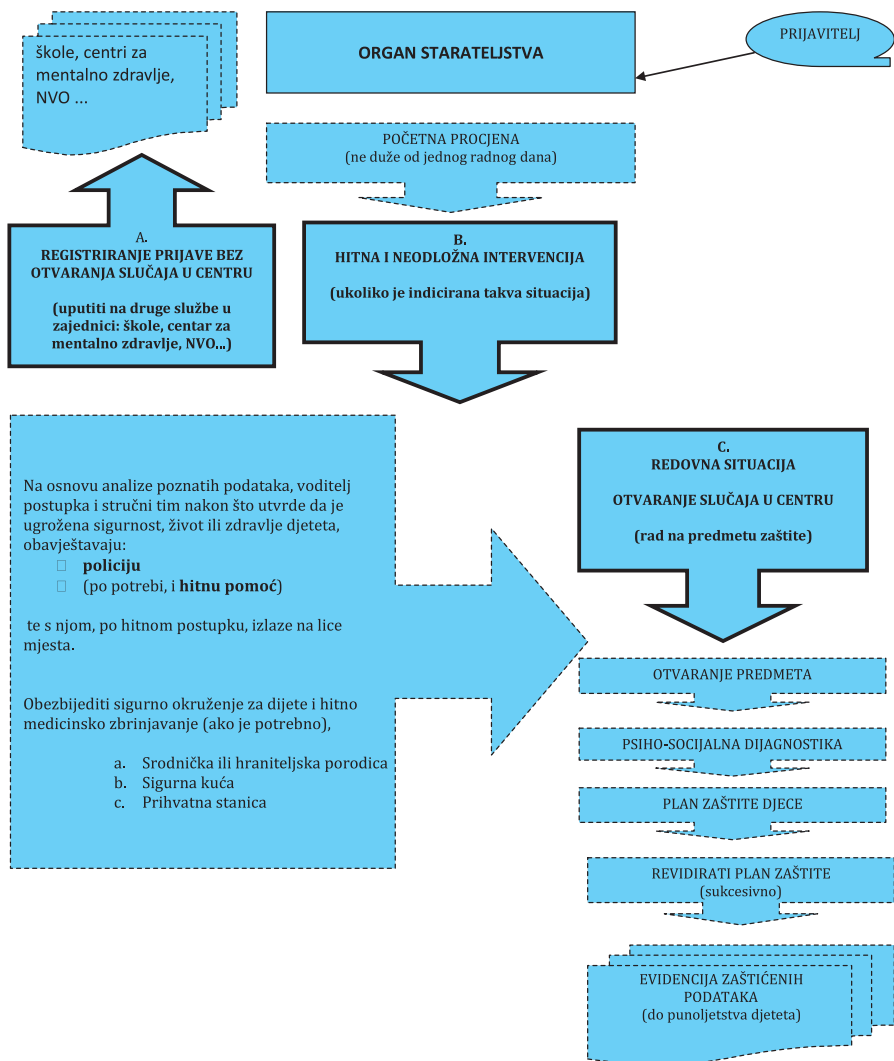 škole, centri za
mentalno zdravlje,
NVO ...
ORGAN STARATELJSTVA
PRIJAVITELJ
POČETNA PROCJENA
(ne duže od jednog radnog dana)
A.
REGISTRIRANJE PRIJAVE BEZ
OTVARANJA SLUČAJA U CENTRU
(uputiti na druge službe u
zajednici: škole, centar za
mentalno zdravlje, NVO...)
B.
HITNA I NEODLOŽNA INTERVENCIJA
(ukoliko je indicirana takva situacija)
Na osnovu analize poznatih podataka, voditelj
postupka i stručni tim nakon što utvrde da je
ugrožena sigurnost, život ili zdravlje djeteta,
obavještavaju:
policiju
(po potrebi, i hitnu pomoć)
te s njom, po hitnom postupku, izlaze na lice
mjesta.
Obezbijediti sigurno okruženje za dijete i hitno
medicinsko zbrinjavanje (ako je potrebno),
a. Srodnička ili hraniteljska porodica
b. Sigurna kuća
c. Prihvatna stanica
C.
REDOVNA SITUACIJA
OTVARANJE SLUČAJA U CENTRU
(rad na predmetu zaštite)
OTVARANJE PREDMETA
PSIHO-SOCIJALNA DIJAGNOSTIKA
PLAN ZAŠTITE DJECE
REVIDIRATI PLAN ZAŠTITE
(sukcesivno)
EVIDENCIJA ZAŠTIĆENIH
PODATAKA
(do punoljetstva djeteta)